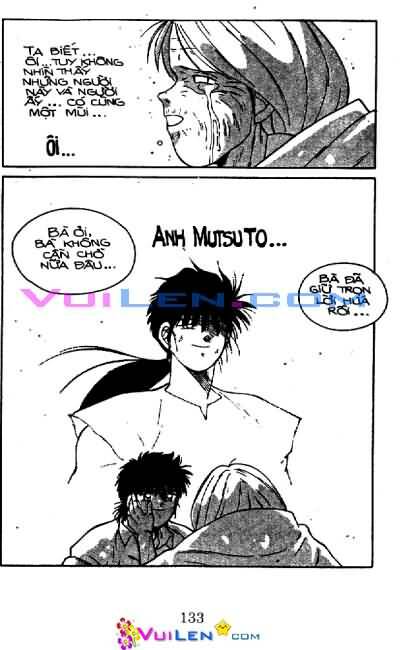 TA BIẾT...
ÔI...TUY KHÔNG
NHÌN THẤY
NHƯNG NGƯỜI
NÀY VÀ NGƯỜI
ẤY... CÓ CÙNG
MỘT MÙI...
ÔI...
BÀ ƠI,
BÀ KHÔNG
CẦN CHỜ
NỮA ĐÂU...
ANH MUTSUTO...
BÀ ĐÃ
GIỮ TRỌN
LỜI HỨA
RỒI...
VUILEN.COM
133
VUILEN.COM